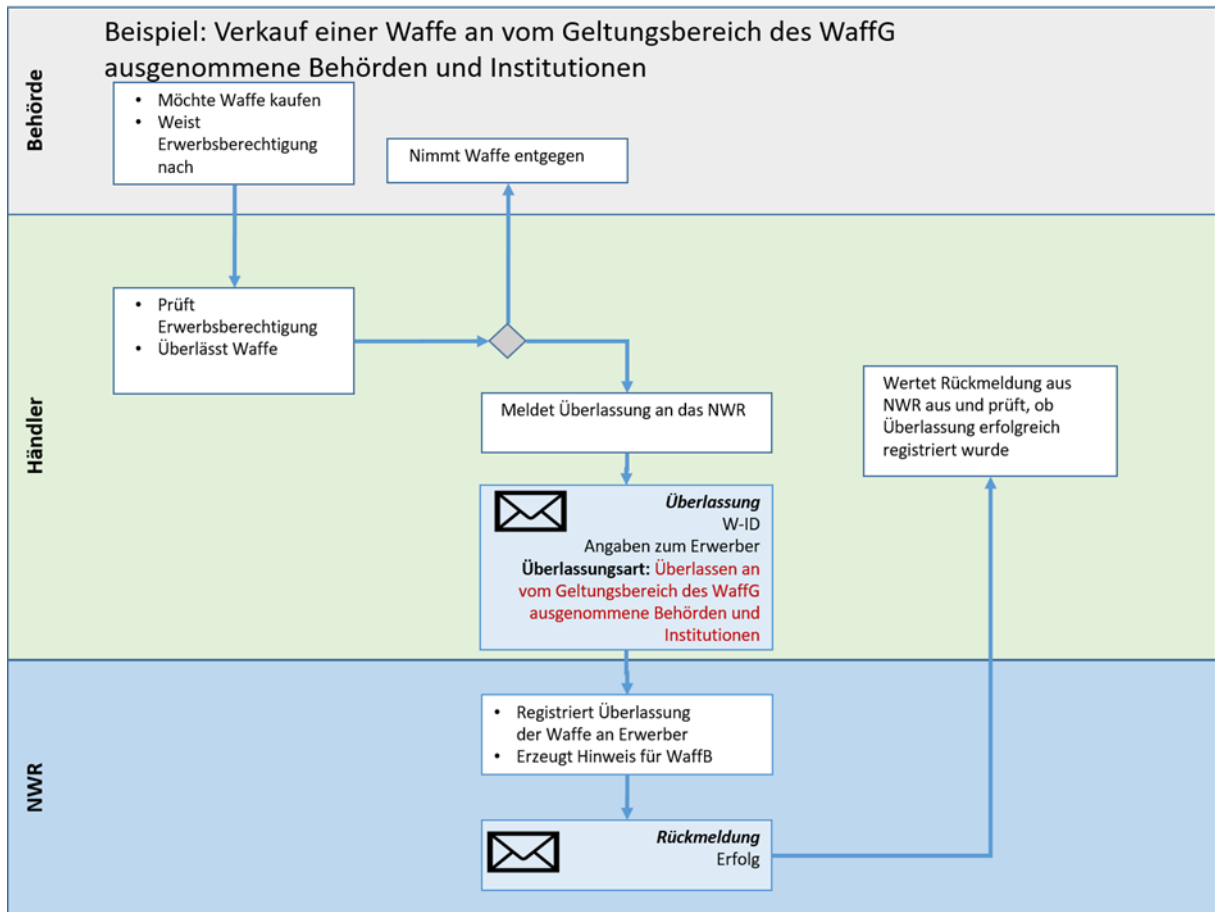 Beispiel: Verkauf einer Waffe an vom Geltungsbereich des WaffG
ausgenommene Behörden und Institutionen
Behörde
• Möchte Waffe kaufen
• Weist
Erwerbsberechtigung
nach
Nimmt Waffe entgegen
Händler
• Prüft
Erwerbsberechtigung
• Überlässt Waffe
Meldet Überlassung an das NWR
Wertet Rückmeldung aus
NWR aus und prüft, ob
Überlassung erfolgreich
registriert wurde
Überlassung
W-ID
Angaben zum Erwerber
Überlassungsart: Überlassen an
vom Geltungsbereich des WaffG
ausgenommene Behörden und
Institutionen
NWR
• Registriert Überlassung
der Waffe an Erwerber
• Erzeugt Hinweis für WaffB
Rückmeldung
Erfolg